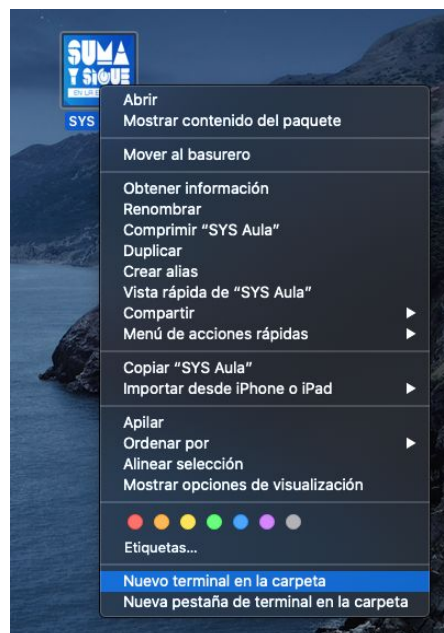 SUMA
Y SIGUE
EN LA
SYS
Abrir
Mostrar contenido del paquete
Mover al basurero
Obtener información
Renombrar
Comprimir “SYS Aula”
Duplicar
Crear alias
Vista rápida de “SYS Aula”
Compartir
Menú de acciones rápidas
Copiar “SYS Aula”
Importar desde iPhone o iPad
Apilar
Ordenar por
Alinear selección
Mostrar opciones de visualización
Etiquetas...
Nuevo terminal en la carpeta
Nueva pestaña de terminal en la carpeta